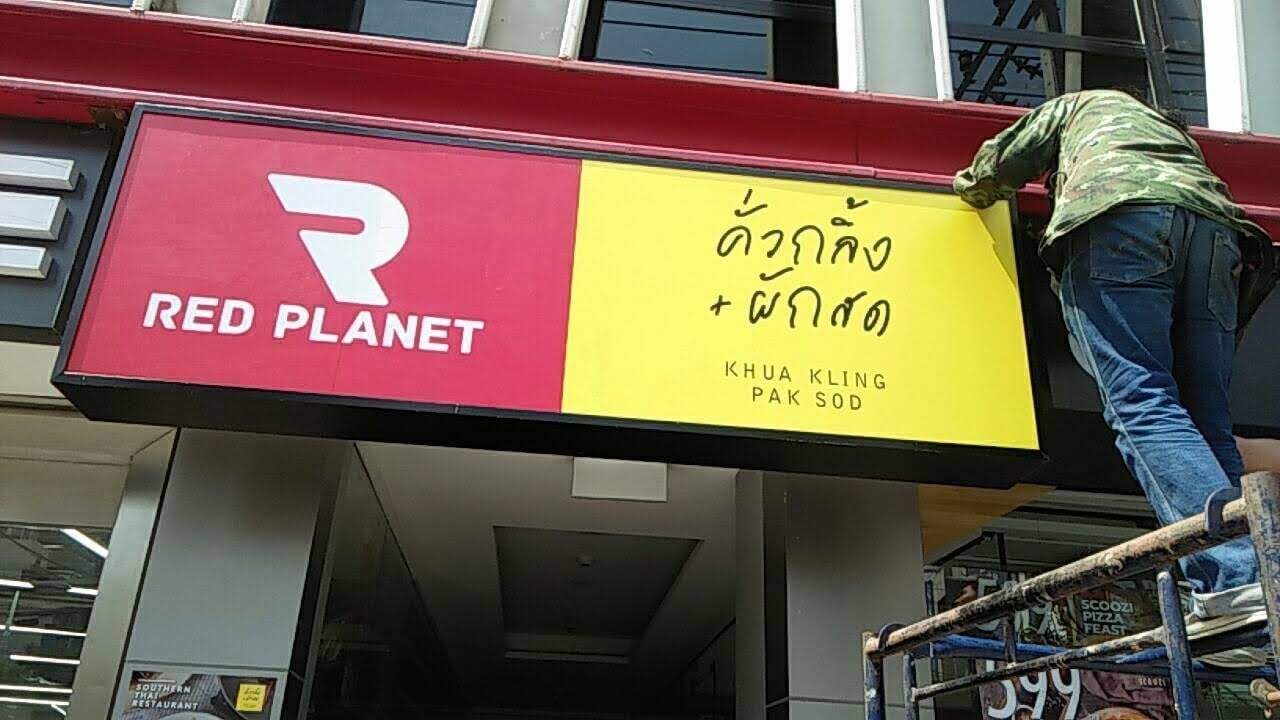 RED PLANET
คั่วกลิ้ง
+ ผักสด
KHUA KLING
PAK SOD
SOUTHERN
THAI
RESTAURANT
SCOOZI
PIZZA
FEAST
599